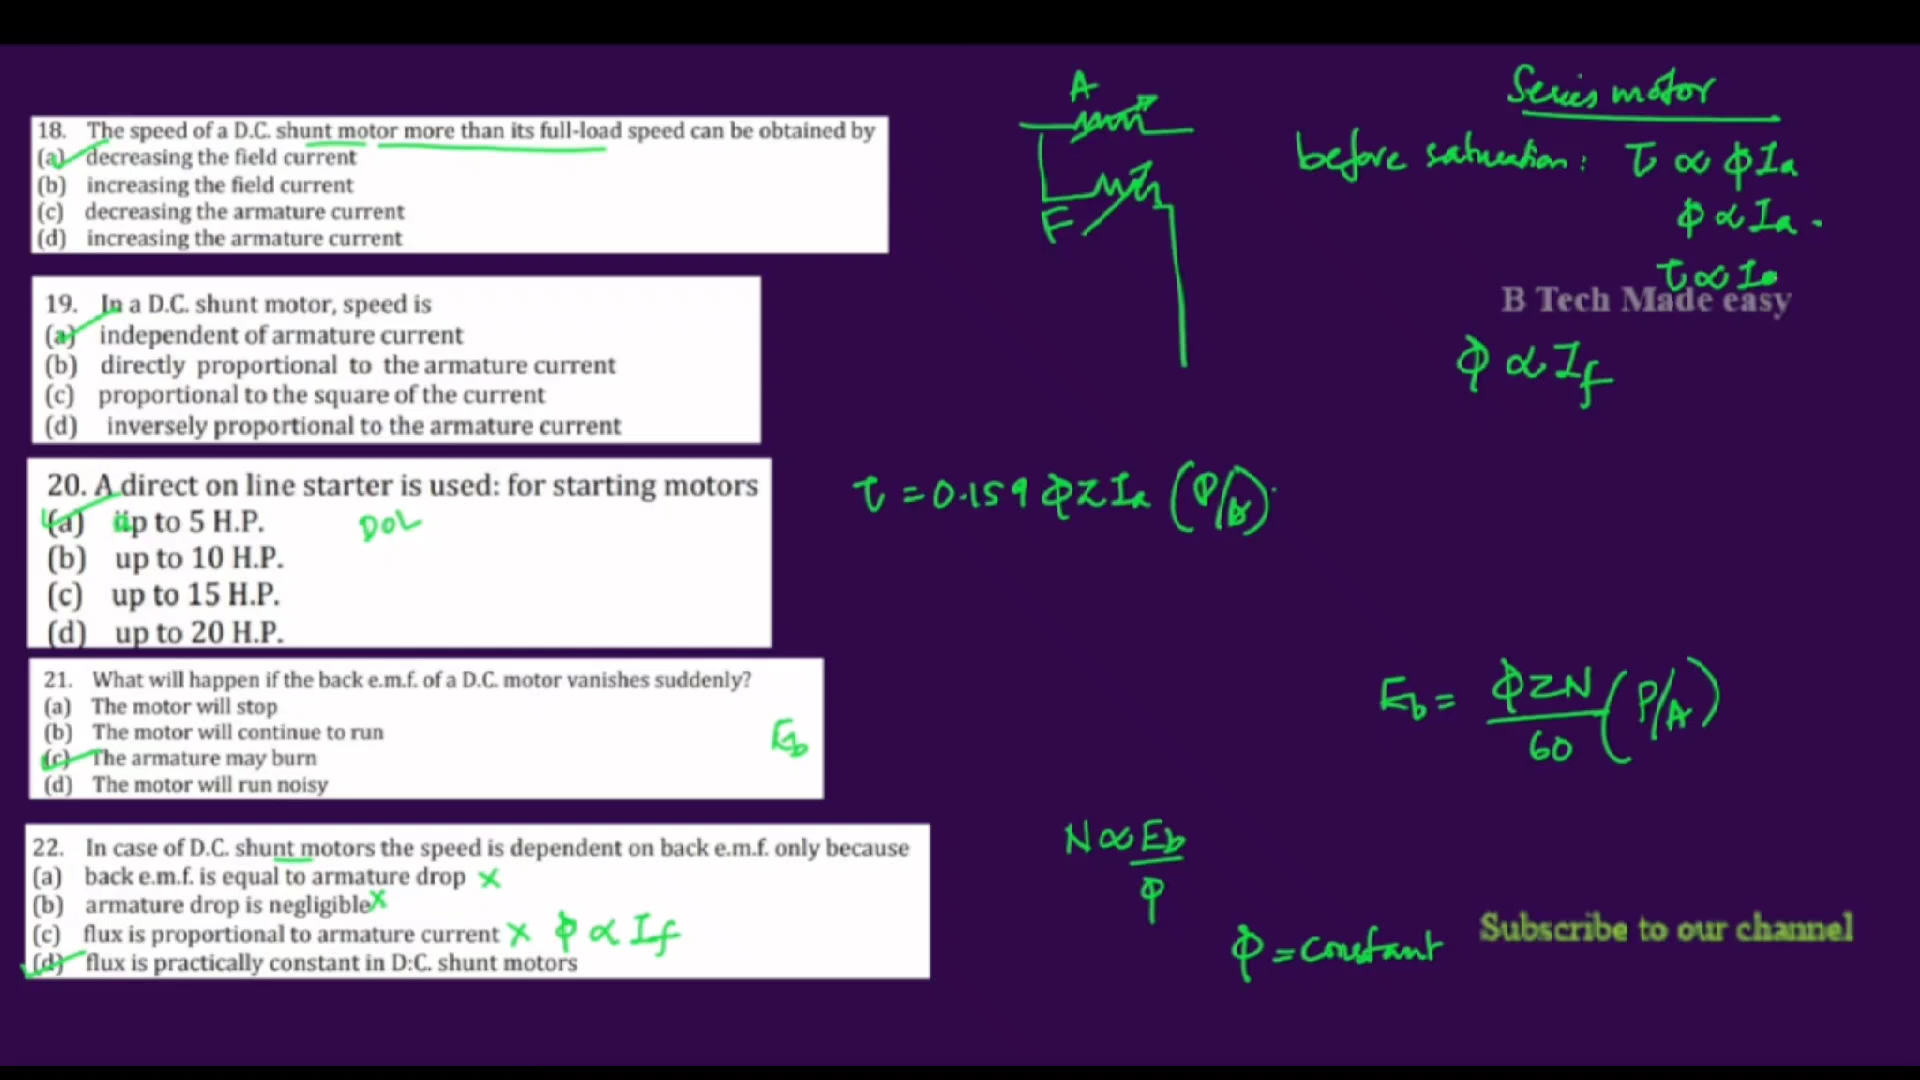 18. The speed of a D.C. shunt motor more than its full-load speed can be obtained by
(a) decreasing the field current
(b) increasing the field current
(c) decreasing the armature current
(d) increasing the armature current
19. In a D.C. shunt motor, speed is
(a) independent of armature current
(b) directly proportional to the armature current
(c) proportional to the square of the current
(d) inversely proportional to the armature current
20. A direct on line starter is used: for starting motors
(a) up to 5 H.P.
DOL
(b) up to 10 H.P.
(c) up to 15 H.P.
(d) up to 20 H.P.
21. What will happen if the back e.m.f. of a D.C. motor vanishes suddenly?
(a) The motor will stop
(b) The motor will continue to run
(c) The armature may burn
(d) The motor will run noisy
Eb
22. In case of D.C. shunt motors the speed is dependent on back e.m.f. only because
(a) back e.m.f. is equal to armature drop x
(b) armature drop is negligible x
(c) flux is proportional to armature current x ϕ ∝ If
(d) flux is practically constant in D:C. shunt motors
A
F
Series motor
before saturation: τ ∝ ϕIa
ϕ ∝ Ia.
τ ∝ Ia
B Tech Made easy
ϕ ∝ If
τ = 0.159 ϕZIa (P/A).
Eb = ϕZN/60 (P/A)
N ∝ Eb/ϕ
ϕ = constant
Subscribe to our channel